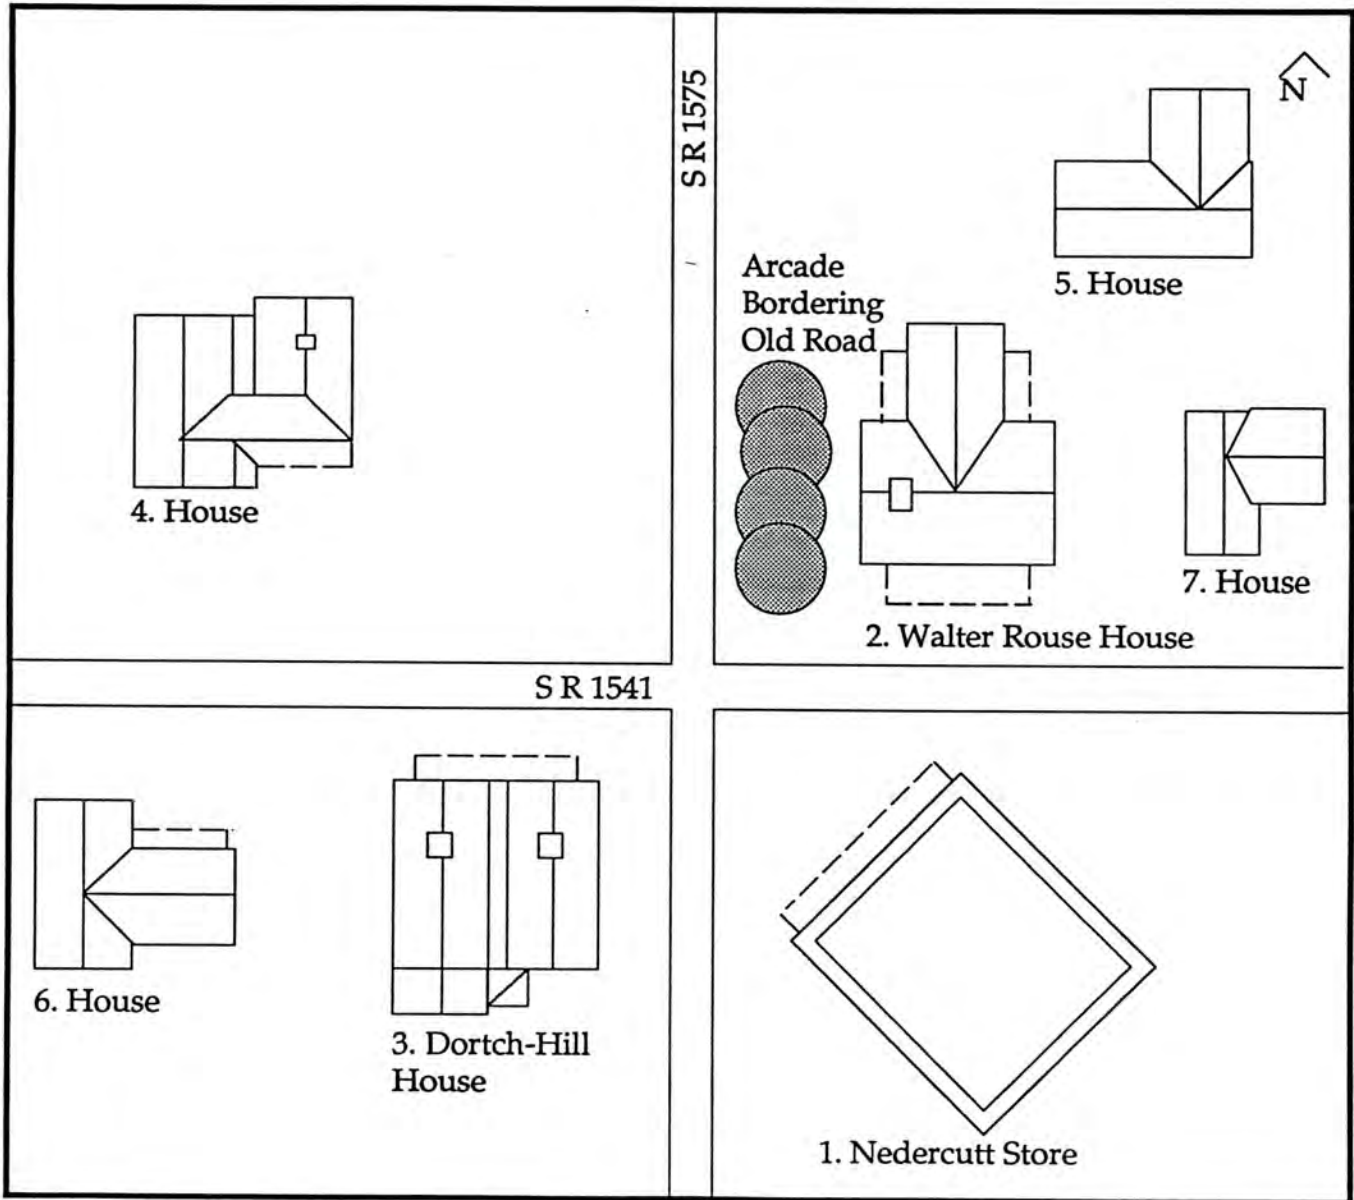 S R 1575
N
5. House
Arcade
Bordering
Old Road
4. House
7. House
2. Walter Rouse House
S R 1541
6. House
3. Dortch-Hill
House
1. Nedercutt Store